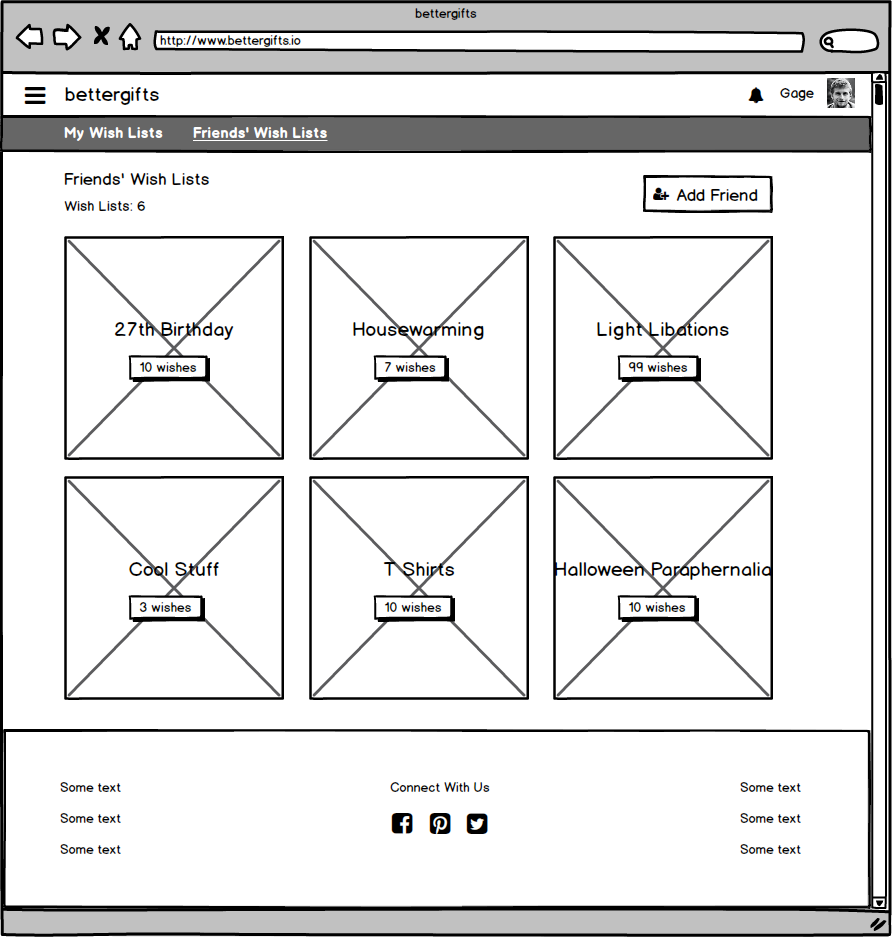 bettergifts
http://www.bettergifts.io
bettergifts
Gage
My Wish Lists Friends' Wish Lists
Friends' Wish Lists
Wish Lists: 6
Add Friend
27th Birthday
10 wishes
Housewarming
7 wishes
Light Libations
99 wishes
Cool Stuff
3 wishes
T Shirts
10 wishes
Halloween Paraphernalia
10 wishes
Some text
Some text
Some text
Connect With Us
Some text
Some text
Some text